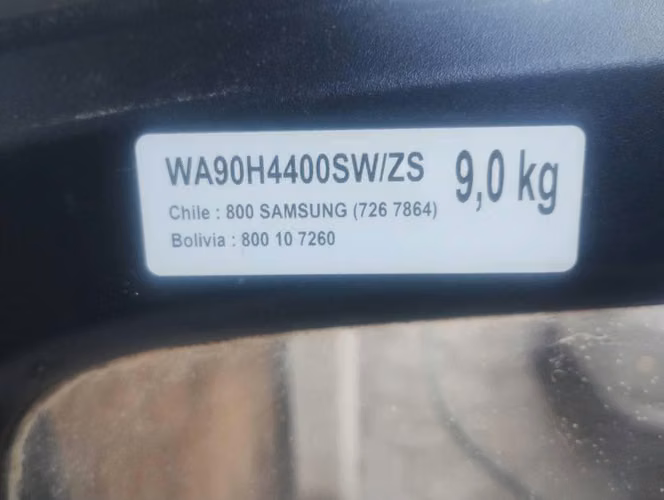 WA90H4400SW/ZS 9,0 kg
Chile : 800 SAMSUNG (726 7864)
Bolivia : 800 10 7260